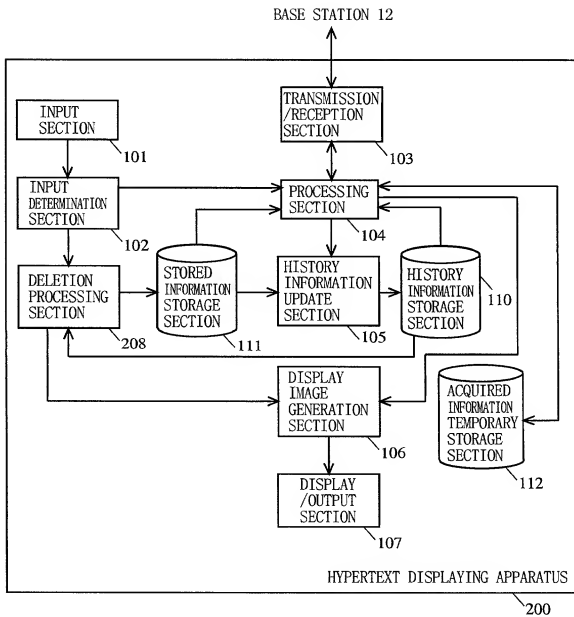 BASE STATION 12
INPUT
SECTION
101
TRANSMISSION
/RECEPTION
SECTION
103
INPUT
DETERMINATION
SECTION
102
PROCESSING
SECTION
104
DELETION
PROCESSING
SECTION
208
STORED
INFORMATION
STORAGE
SECTION
111
HISTORY
INFORMATION
UPDATE
SECTION
105
HISTORY
INFORMATION
STORAGE
SECTION
110
DISPLAY
IMAGE
GENERATION
SECTION
106
ACQUIRED
INFORMATION
TEMPORARY
STORAGE
SECTION
112
DISPLAY
/OUTPUT
SECTION
107
HYPERTEXT DISPLAYING APPARATUS
200